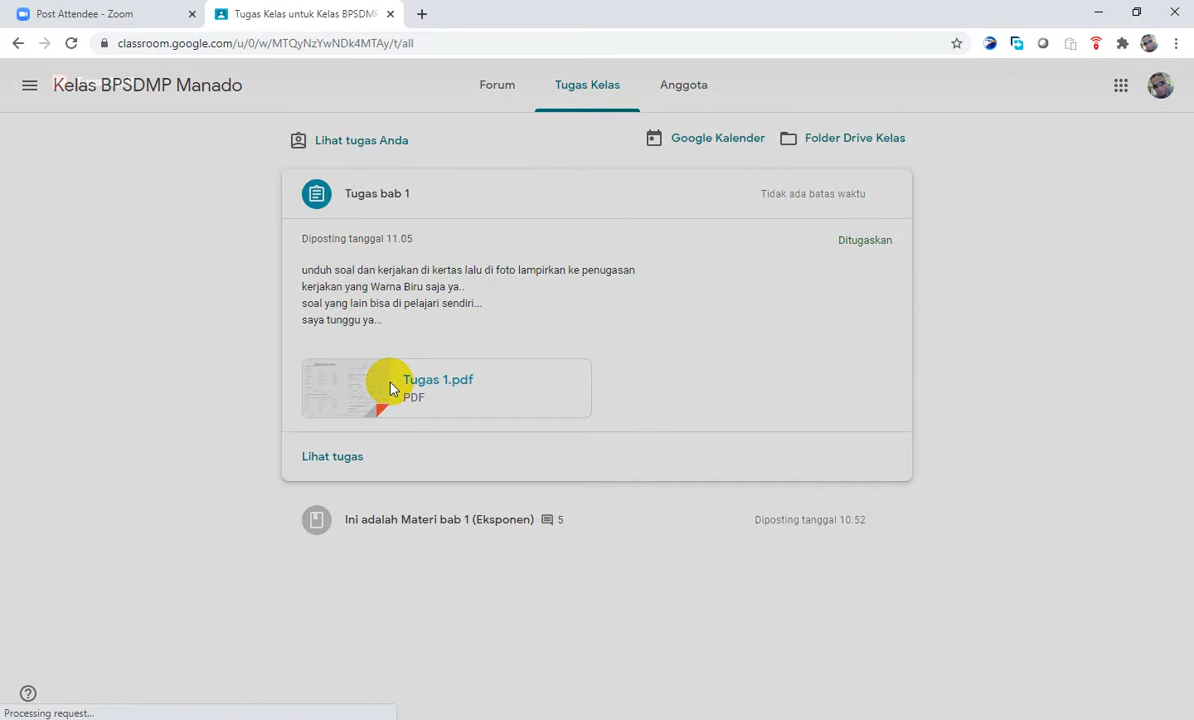 Post Attendee - Zoom
Tugas Kelas untuk Kelas BPSDMP
classroom.google.com/u/0/w/MTQyNzYwNDk4MTAy/t/all
Kelas BPSDMP Manado
Forum
Tugas Kelas
Anggota
Lihat tugas Anda
Google Kalender
Folder Drive Kelas
Tugas bab 1
Tidak ada batas waktu
Diposting tanggal 11.05
Ditugaskan
unduh soal dan kerjakan di kertas lalu di foto lampirkan ke penugasan
kerjakan yang Warna Biru saja ya..
soal yang lain bisa di pelajari sendiri...
saya tunggu ya...
Tugas 1.pdf
PDF
Lihat tugas
Ini adalah Materi bab 1 (Eksponen)
5
Diposting tanggal 10.52
Processing request...